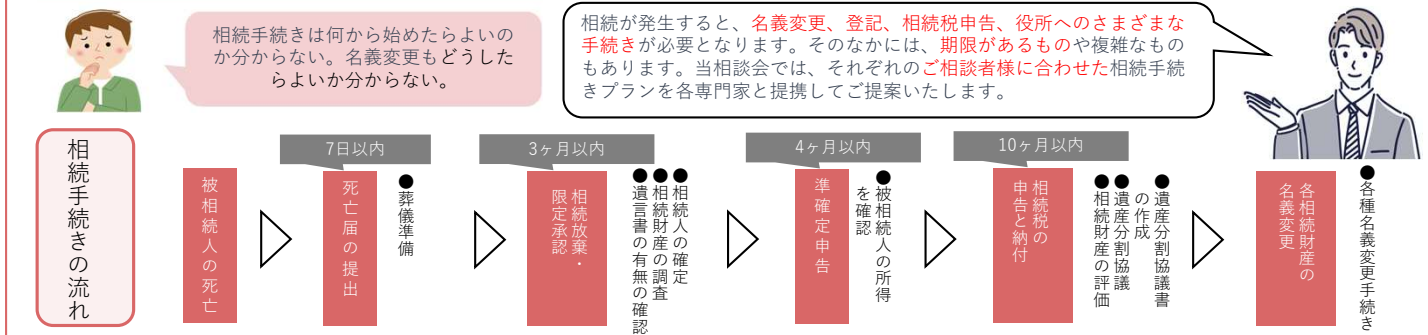 相続手続きは何から始めたらよいの
か分からない。名義変更もどうした
らよいか分からない。
相続が発生すると、名義変更、登記、相続税申告、役所へのさまざまな
手続きが必要となります。そのなかには、期限があるものや複雑なもの
もあります。当相談会では、それぞれのご相談者様に合わせた相続手続
きプランを各専門家と提携してご提案いたします。
相続手続きの流れ
被相続人の死亡
7日以内
死亡届の提出
●葬儀準備
3ヶ月以内
相続放棄・
限定承認
●相続人の確定
●相続財産の調査
●遺言書の有無の確認
4ヶ月以内
準確定申告
●被相続人の所得
を確認
10ヶ月以内
相続税の
申告と納付
●遺産分割協議書
の作成
●遺産分割協議
●相続財産の評価
各相続財産の
名義変更
●各種名義変更手続き